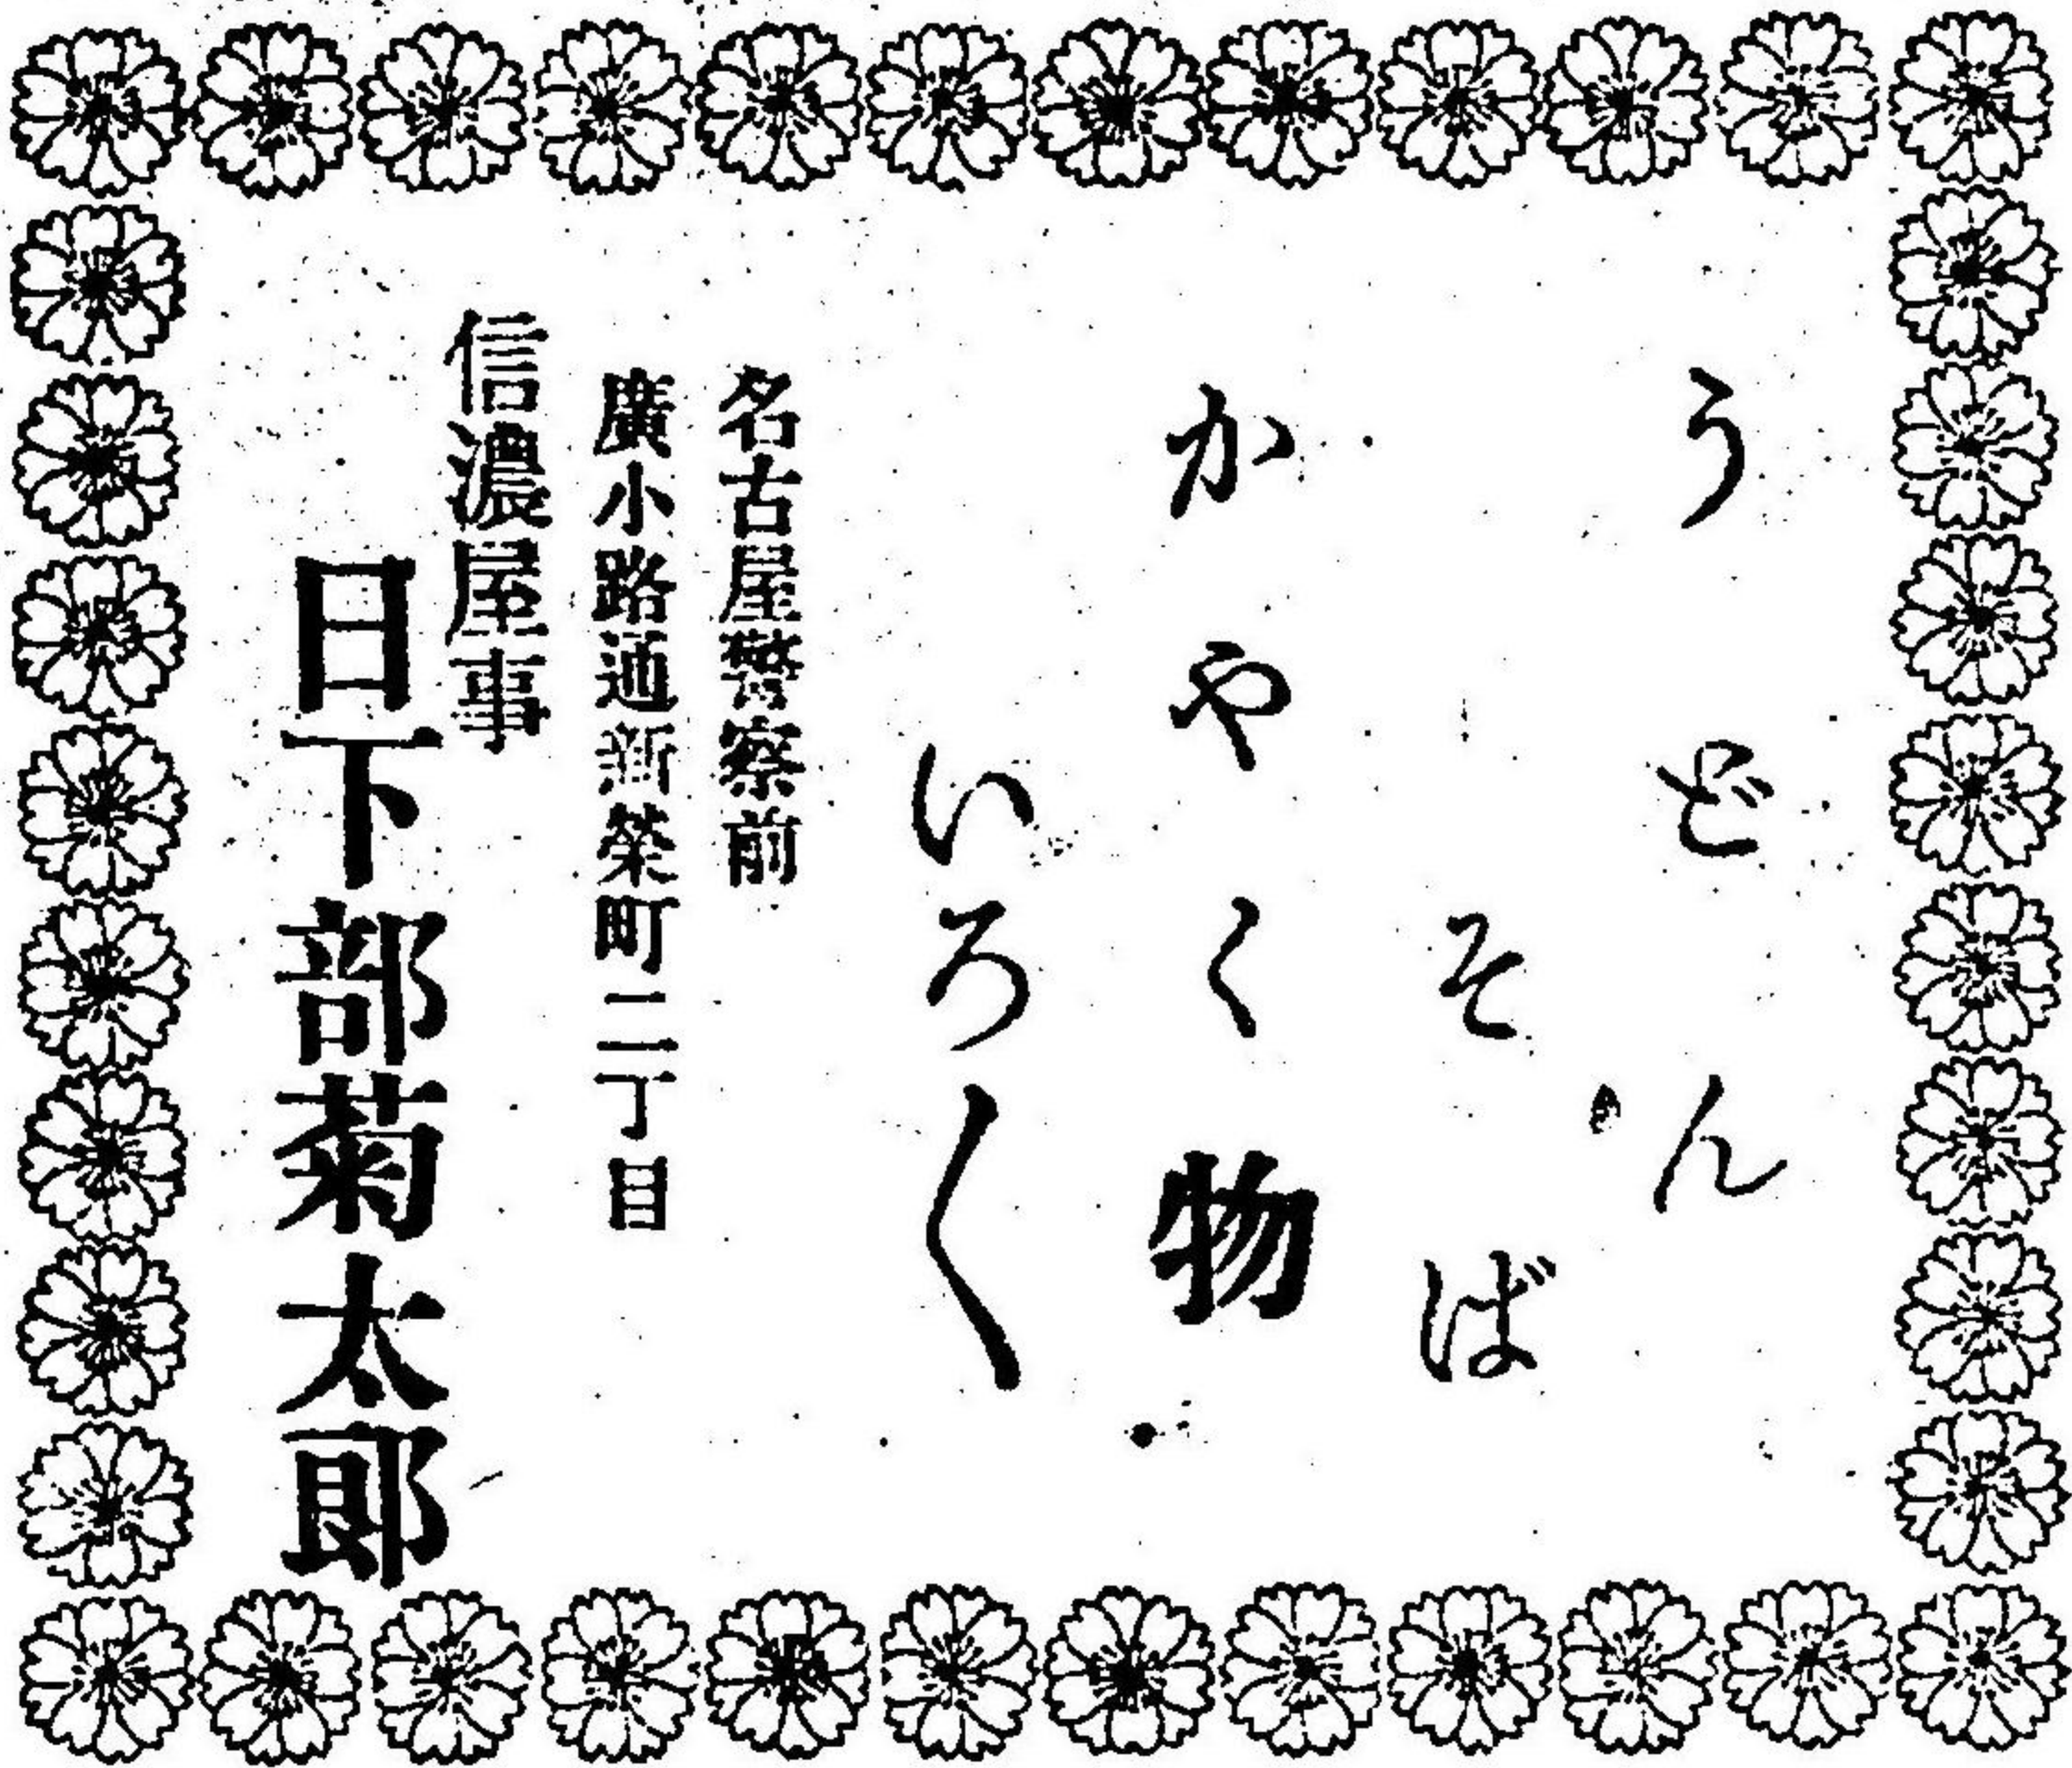 うどん
そば
かやく物
いろ〱
名古屋警察前
廣小路通新榮町二丁目
信濃屋事
日下部菊太郎